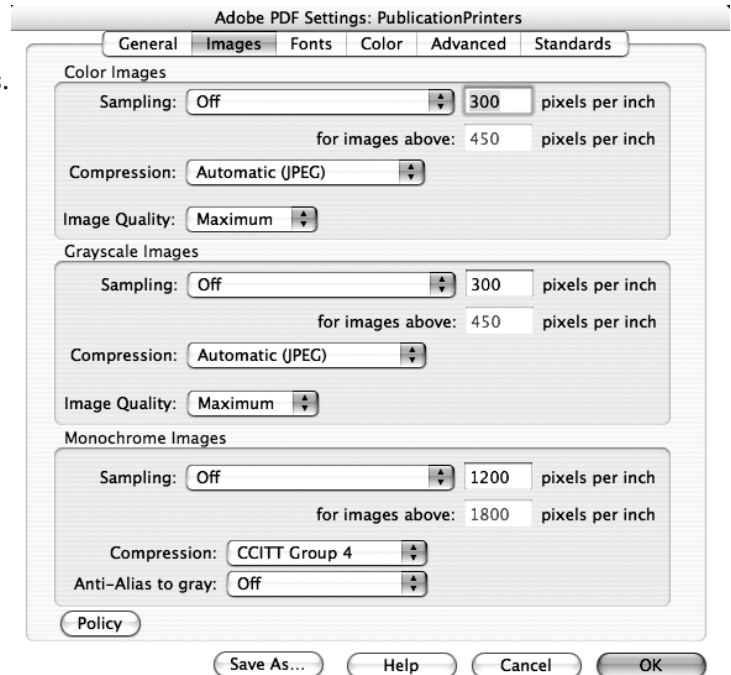 Adobe PDF Settings: PublicationPrinters
General Images Fonts Color Advanced Standards
s.
Color Images
Sampling: Off 300 pixels per inch
for images above: 450 pixels per inch
Compression: Automatic (JPEG)
Image Quality: Maximum
Grayscale Images
Sampling: Off 300 pixels per inch
for images above: 450 pixels per inch
Compression: Automatic (JPEG)
Image Quality: Maximum
Monochrome Images
Sampling: Off 1200 pixels per inch
for images above: 1800 pixels per inch
Compression: CCITT Group 4
Anti-Alias to gray: Off
Policy
Save As... Help Cancel OK